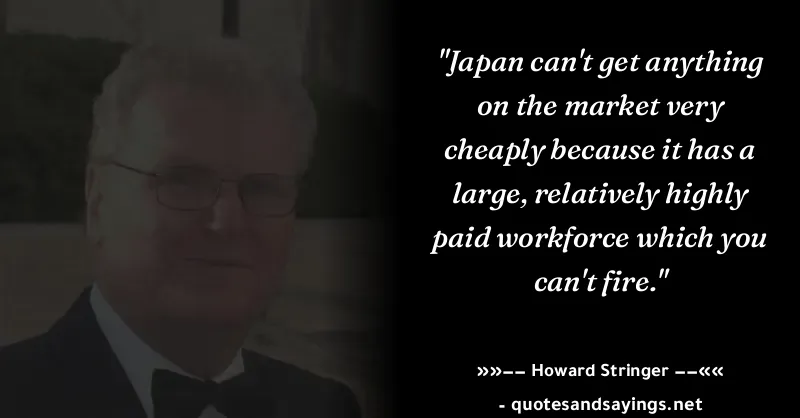 "Japan can't get anything
on the market very
cheaply because it has a
large, relatively highly
paid workforce which you
can't fire."
»»−− Howard Stringer −−««
- quotesandsayings.net